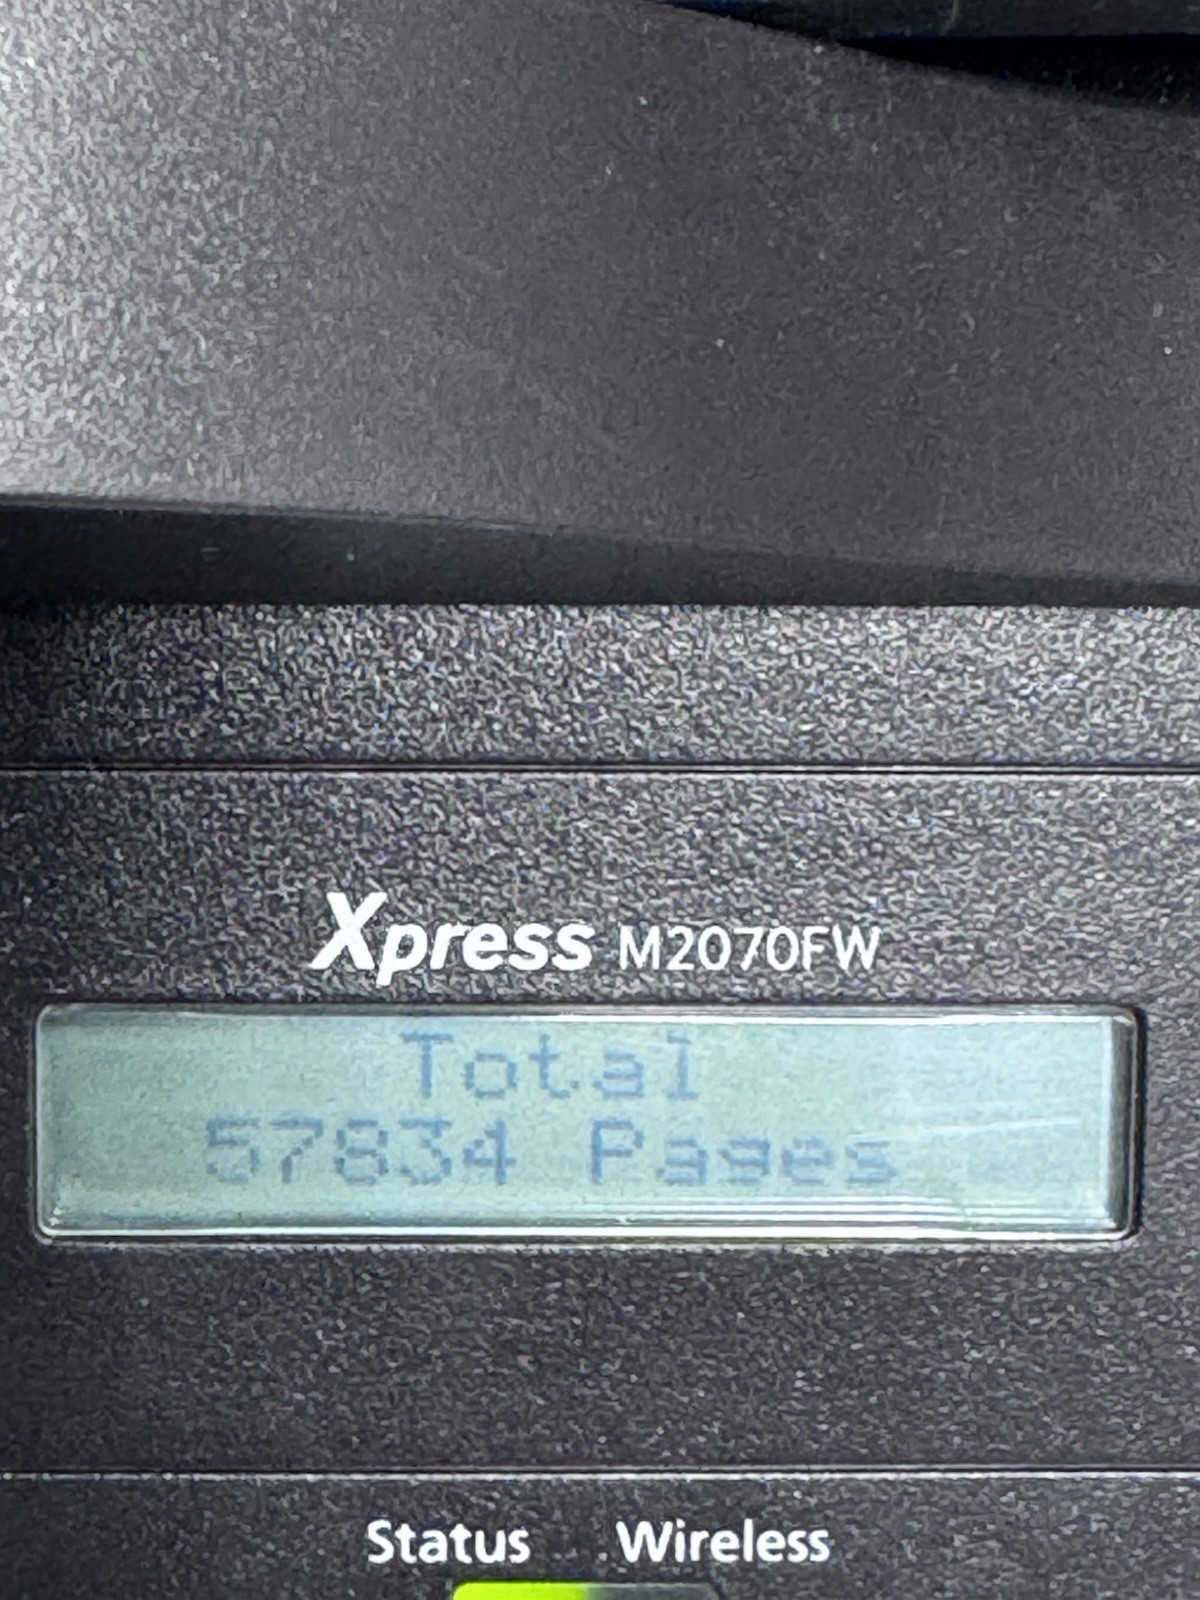 Xpress M2070FW
Total
57834 Pages
Status Wireless